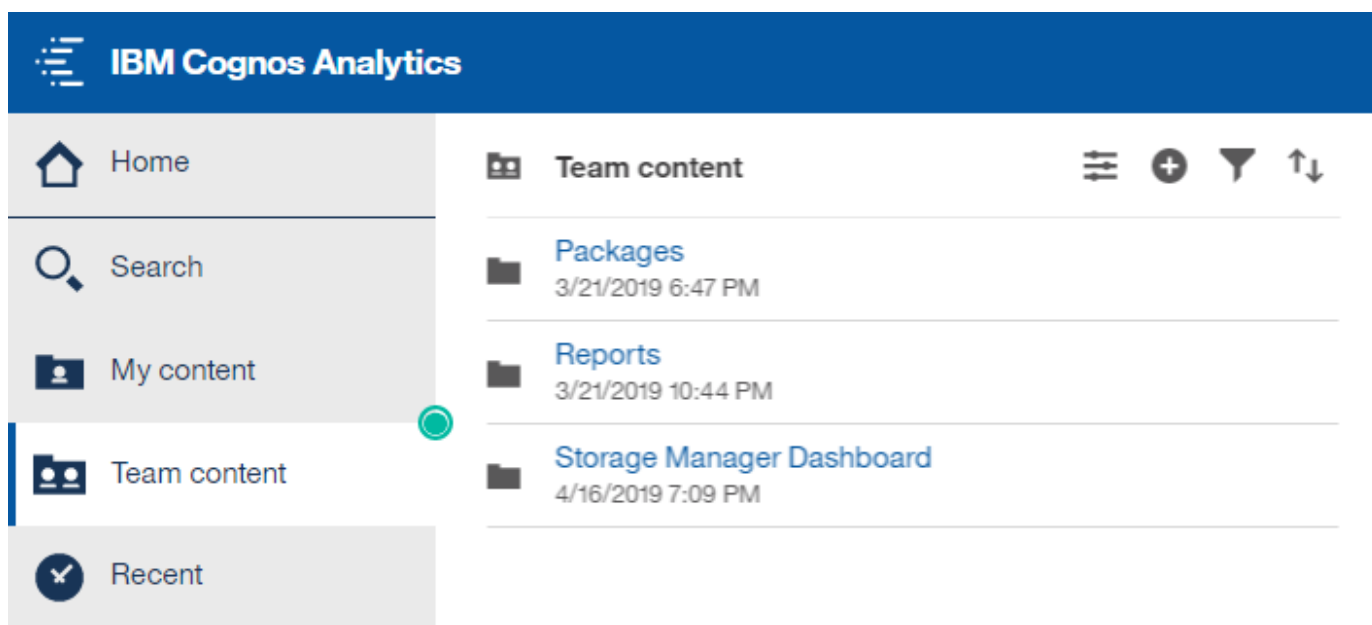 IBM Cognos Analytics
Home
Search
My content
Team content
Recent
Team content
Packages
3/21/2019 6:47 PM
Reports
3/21/2019 10:44 PM
Storage Manager Dashboard
4/16/2019 7:09 PM